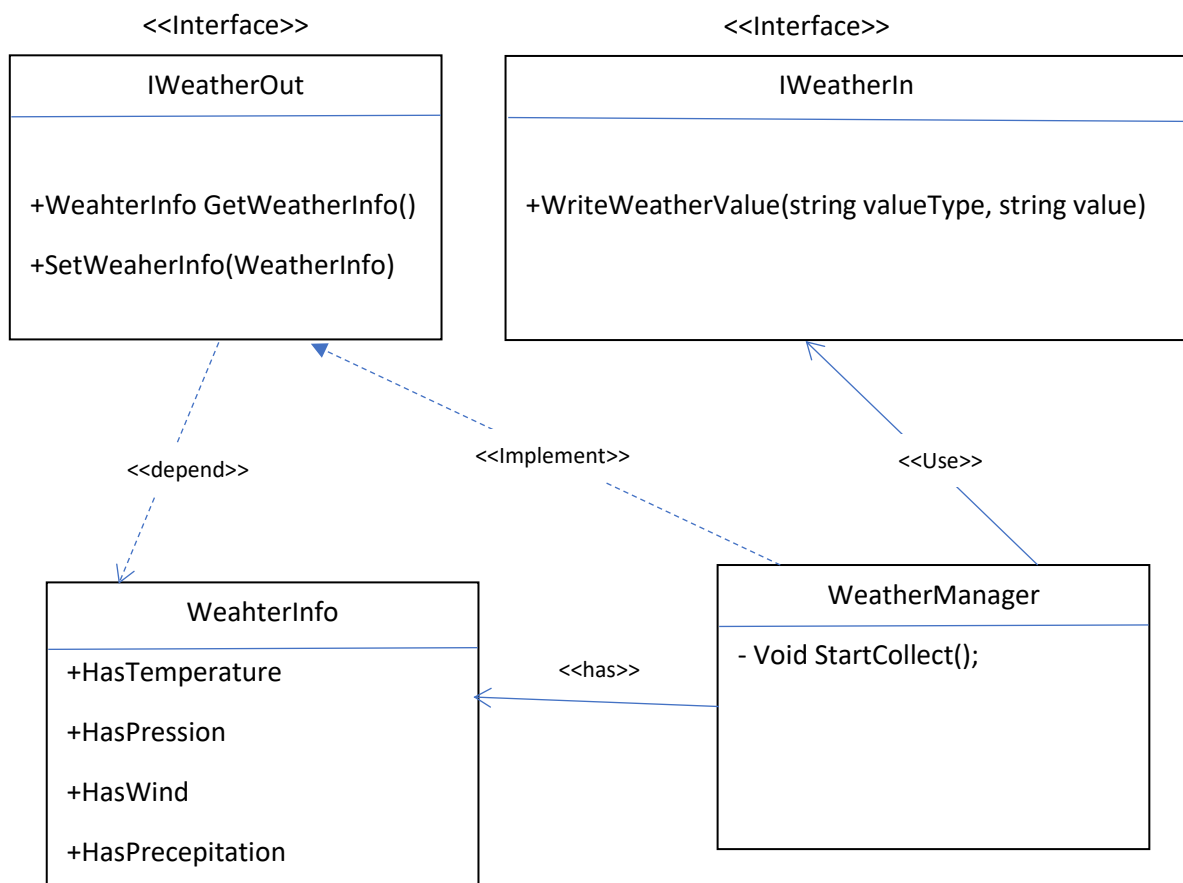 <<Interface>>
IWeatherOut
+WeahterInfo GetWeatherInfo()
+SetWeaherInfo(WeatherInfo)
<<Interface>>
IWeatherIn
+WriteWeatherValue(string valueType, string value)
<<depend>>
<<Implement>>
<<Use>>
WeahterInfo
+HasTemperature
+HasPression
+HasWind
+HasPrecepitation
<<has>>
WeatherManager
- Void StartCollect();